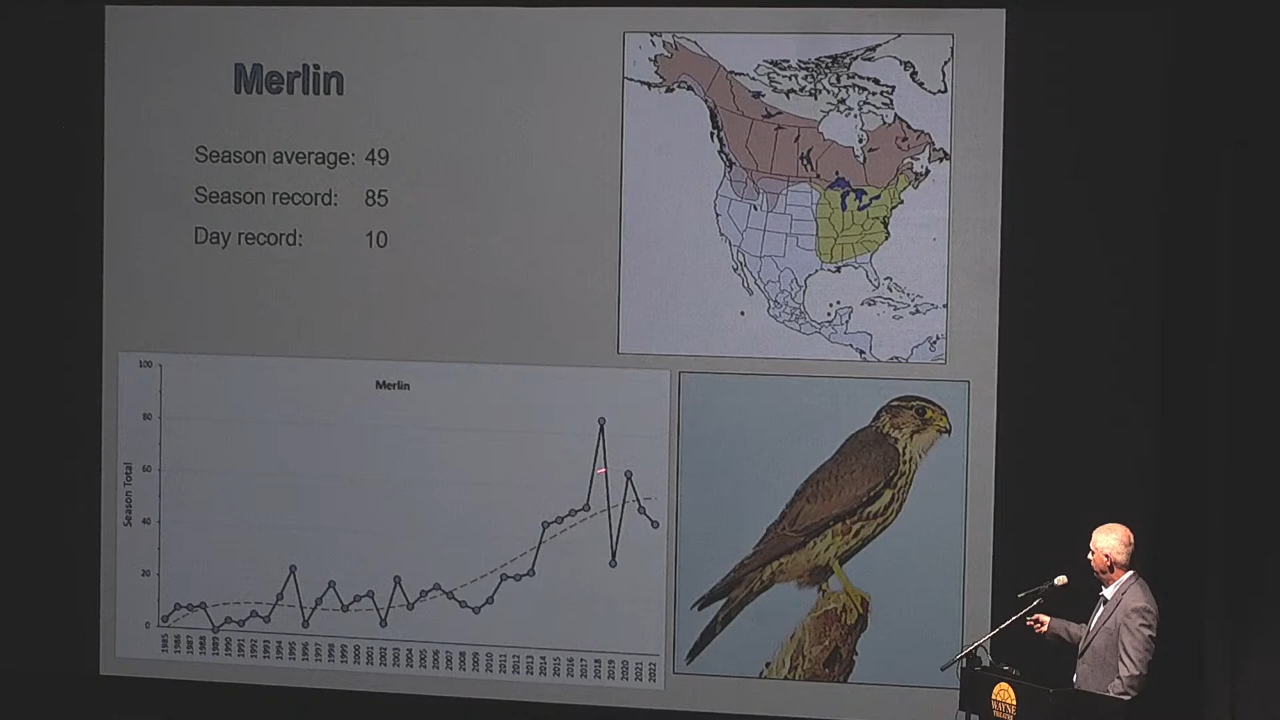 Merlin
Season average: 49
Season record: 85
Day record: 10
Merlin
100
80
60
40
20
0
Season Total
1985 1986 1987 1988 1989 1990 1991 1992 1993 1994 1995 1996 1997 1998 1999 2000 2001 2002 2003 2004 2005 2006 2007 2008 2009 2010 2011 2012 2013 2014 2015 2016 2017 2018 2019 2020 2021 2022
WAYNE
THEATRE